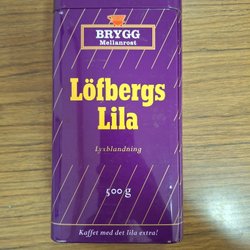 BRYGG
Mellanrost
Löfbergs
Lila
Lyxblandning
500 g
Kaffet med det lila extra!